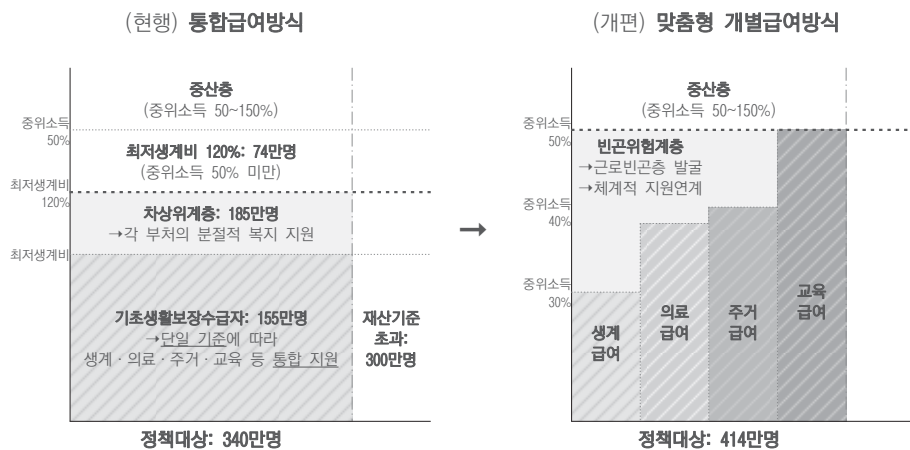 (현행) 통합급여방식
중산층
(중위소득 50~150%)
중위소득
50%
최저생계비 120%: 74만명
(중위소득 50% 미만)
최저생계비
120%
차상위계층: 185만명
→각 부처의 분절적 복지 지원
최저생계비
기초생활보장수급자: 155만명
→단일 기준에 따라
생계·의료·주거·교육 등 통합 지원
재산기준
초과:
300만명
정책대상: 340만명
→
(개편) 맞춤형 개별급여방식
중산층
(중위소득 50~150%)
중위소득
50%
빈곤위험계층
→근로빈곤층 발굴
→체계적 지원연계
중위소득
40%
중위소득
30%
생계
급여
의료
급여
주거
급여
교육
급여
정책대상: 414만명